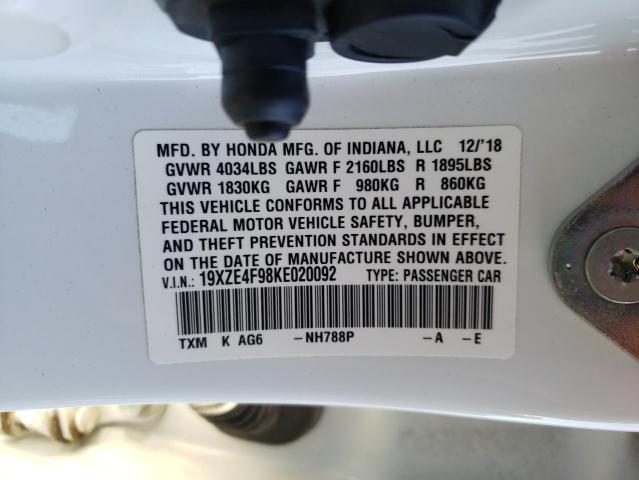 MFD. BY HONDA MFG. OF INDIANA, LLC 12/'18
GVWR 4034LBS GAWR F 2160LBS R 1895LBS
GVWR 1830KG GAWR F 980KG R 860KG
THIS VEHICLE CONFORMS TO ALL APPLICABLE
FEDERAL MOTOR VEHICLE SAFETY, BUMPER,
AND THEFT PREVENTION STANDARDS IN EFFECT
ON THE DATE OF MANUFACTURE SHOWN ABOVE.
V.I.N.: 19XZE4F98KE020092 TYPE: PASSENGER CAR
TXM K AG6 -NH788P -A -E